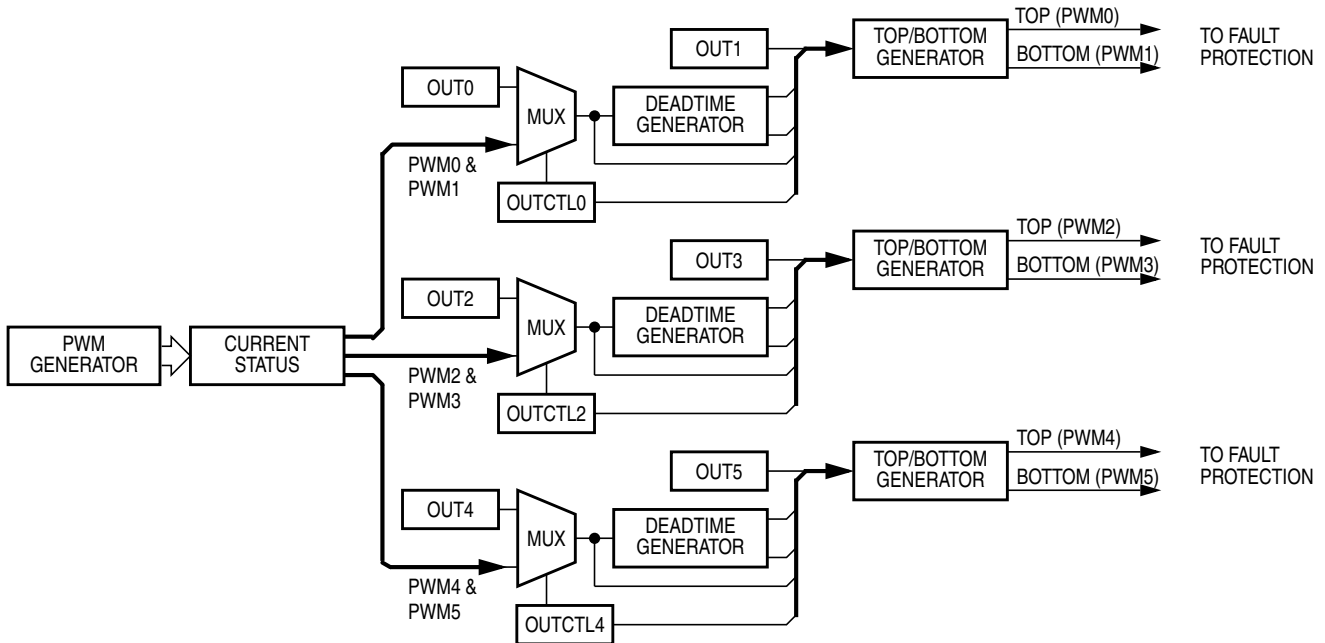 TOP (PWM0)
OUT1
TOP/BOTTOM
GENERATOR
BOTTOM (PWM1)
TO FAULT
PROTECTION
OUT0
MUX
DEADTIME
GENERATOR
PWM0 &
PWM1
OUTCTL0
TOP (PWM2)
OUT3
TOP/BOTTOM
GENERATOR
BOTTOM (PWM3)
TO FAULT
PROTECTION
OUT2
MUX
DEADTIME
GENERATOR
PWM
GENERATOR
CURRENT
STATUS
PWM2 &
PWM3
OUTCTL2
TOP (PWM4)
OUT5
TOP/BOTTOM
GENERATOR
BOTTOM (PWM5)
TO FAULT
PROTECTION
OUT4
MUX
DEADTIME
GENERATOR
PWM4 &
PWM5
OUTCTL4